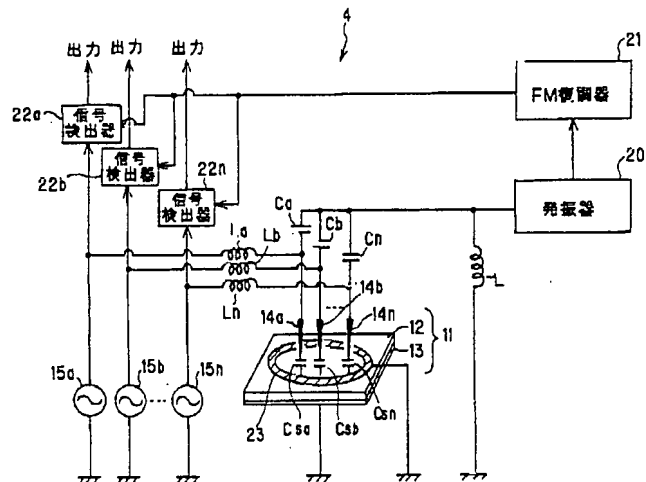 出力 出力 出力
4
21
FM復調器
22a
信号
検出器
22b
信号
検出器
22n
信号
検出器
20
発振器
Ca
Cb
Cn
La
Lb
Ln
L
14a
14b
14n
12
13
11
15a
15b
15n
23
Csa
Csb
Csn